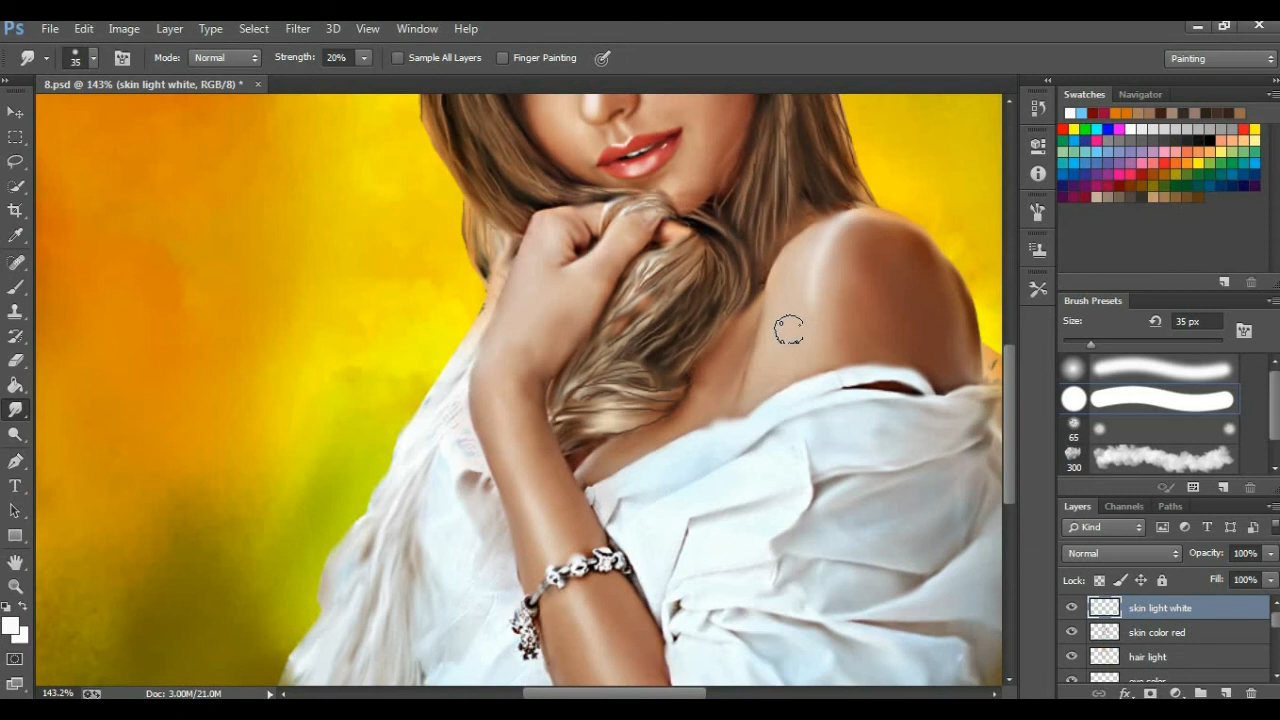 Ps File Edit Image Layer Type Select Filter 3D View Window Help
35 Mode: Normal Strength: 20% Sample All Layers Finger Painting Painting
8.psd @ 143% (skin light white, RGB/8) * ×
Swatches Navigator
Brush Presets
Size: 35 px
65
300
Layers Channels Paths
Kind
Normal Opacity: 100%
Lock: Fill: 100%
skin light white
skin color red
hair light
143.2% Doc: 3.00M/21.0M